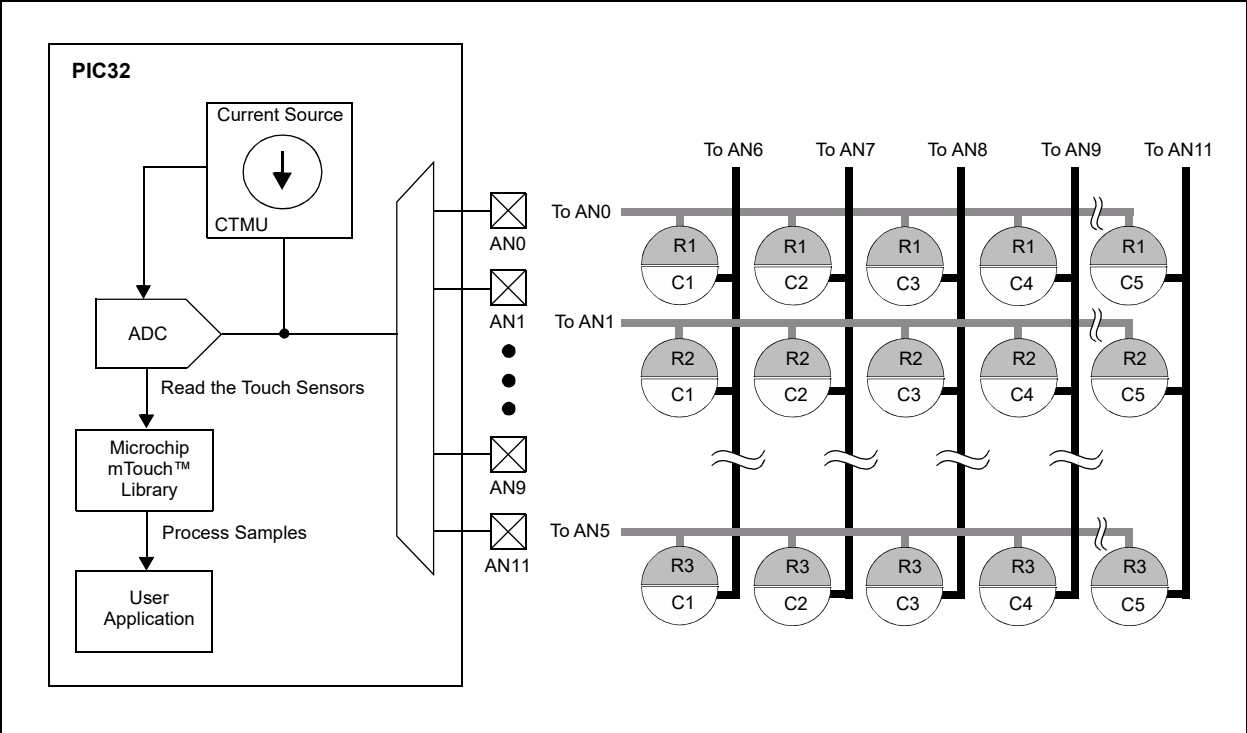 PIC32
Current Source
CTMU
ADC
Read the Touch Sensors
Microchip
mTouch™
Library
Process Samples
User
Application
AN0
AN1
AN9
AN11
To AN6 To AN7 To AN8 To AN9 To AN11
To AN0
R1 R1 R1 R1 R1
C1 C2 C3 C4 C5
To AN1
R2 R2 R2 R2 R2
C1 C2 C3 C4 C5
To AN5
R3 R3 R3 R3 R3
C1 C2 C3 C4 C5